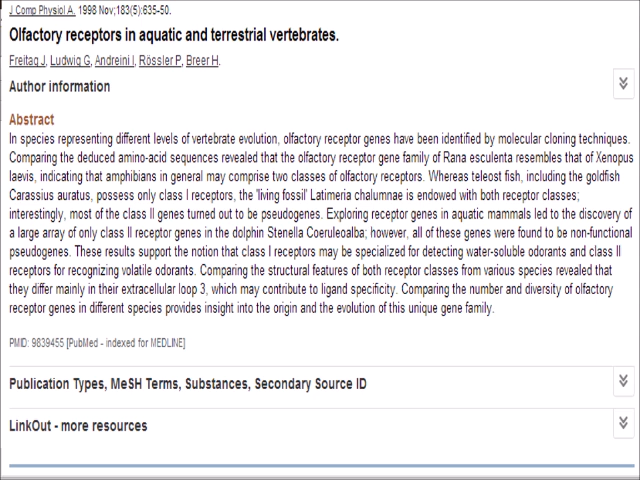 J Comp Physiol A. 1998 Nov;183(5):635-50.
Olfactory receptors in aquatic and terrestrial vertebrates.
Freitag J, Ludwig G, Andreini I, Rössler P, Breer H.
Author information
Abstract
In species representing different levels of vertebrate evolution, olfactory receptor genes have been identified by molecular cloning techniques.
Comparing the deduced amino-acid sequences revealed that the olfactory receptor gene family of Rana esculenta resembles that of Xenopus
laevis, indicating that amphibians in general may comprise two classes of olfactory receptors. Whereas teleost fish, including the goldfish
Carassius auratus, possess only class I receptors, the 'living fossil' Latimeria chalumnae is endowed with both receptor classes;
interestingly, most of the class II genes turned out to be pseudogenes. Exploring receptor genes in aquatic mammals led to the discovery of
a large array of only class II receptor genes in the dolphin Stenella Coeruleoalba; however, all of these genes were found to be non-functional
pseudogenes. These results support the notion that class I receptors may be specialized for detecting water-soluble odorants and class II
receptors for recognizing volatile odorants. Comparing the structural features of both receptor classes from various species revealed that
they differ mainly in their extracellular loop 3, which may contribute to ligand specificity. Comparing the number and diversity of olfactory
receptor genes in different species provides insight into the origin and the evolution of this unique gene family.
PMID: 9839455 [PubMed - indexed for MEDLINE]
Publication Types, MeSH Terms, Substances, Secondary Source ID
LinkOut - more resources